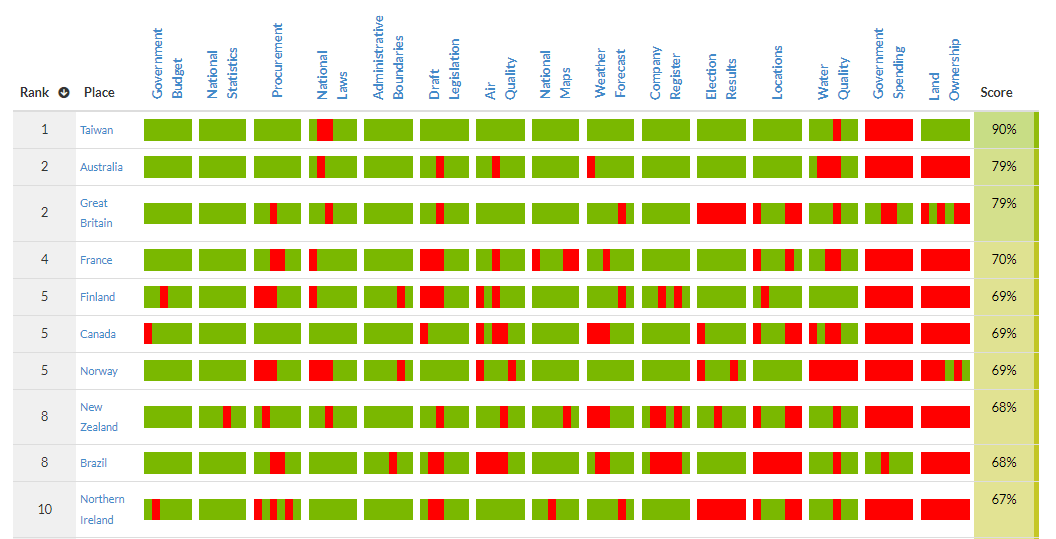 Rank Place Government Budget National Statistics Procurement National Laws Administrative Boundaries Draft Legislation Air Quality National Maps Weather Forecast Company Register Election Results Locations Water Quality Government Spending Land Ownership Score
1 Taiwan 90%
2 Australia 79%
2 Great Britain 79%
4 France 70%
5 Finland 69%
5 Canada 69%
5 Norway 69%
8 New Zealand 68%
8 Brazil 68%
10 Northern Ireland 67%